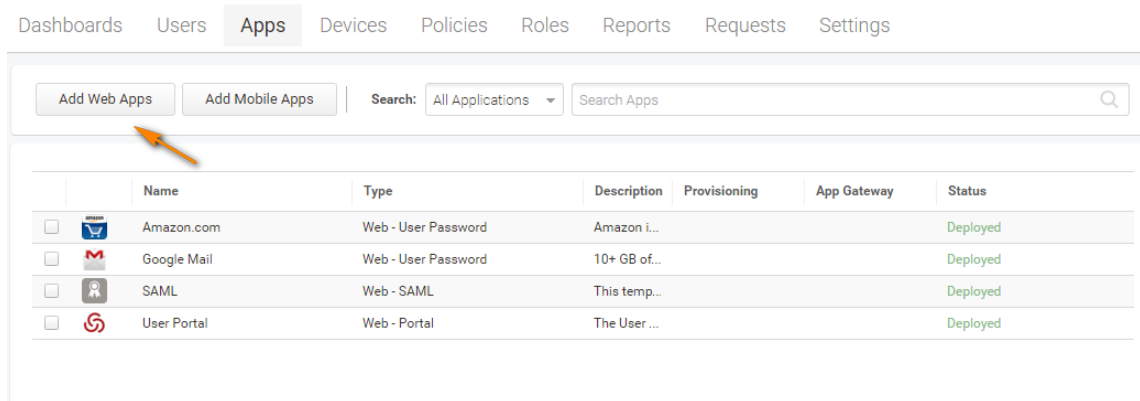 Dashboards Users Apps Devices Policies Roles Reports Requests Settings
Add Web Apps Add Mobile Apps Search: All Applications Search Apps
Name Type Description Provisioning App Gateway Status
amazon Amazon.com Web - User Password Amazon i... Deployed
Google Mail Web - User Password 10+ GB of... Deployed
SAML Web - SAML This temp... Deployed
User Portal Web - Portal The User ... Deployed